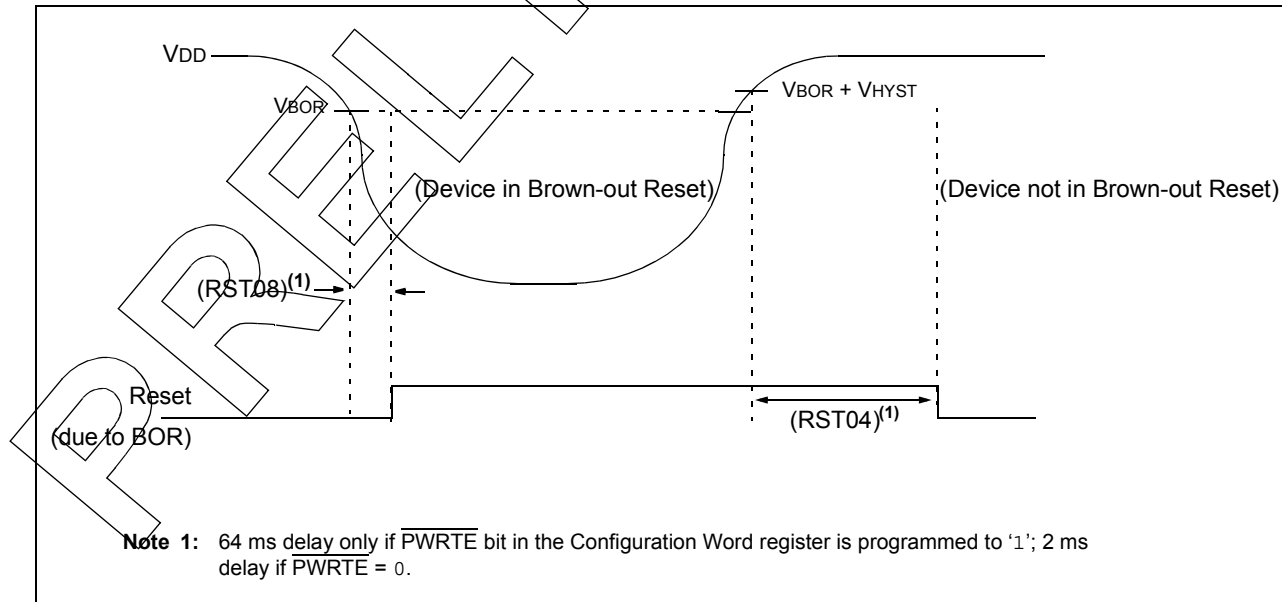 PREL
VDD
VBOR
VBOR + VHYST
(Device in Brown-out Reset)
(Device not in Brown-out Reset)
(RST08)(1)
Reset
(due to BOR)
(RST04)(1)
Note 1: 64 ms delay only if PWRTE bit in the Configuration Word register is programmed to ‘1’; 2 ms
delay if PWRTE = 0.